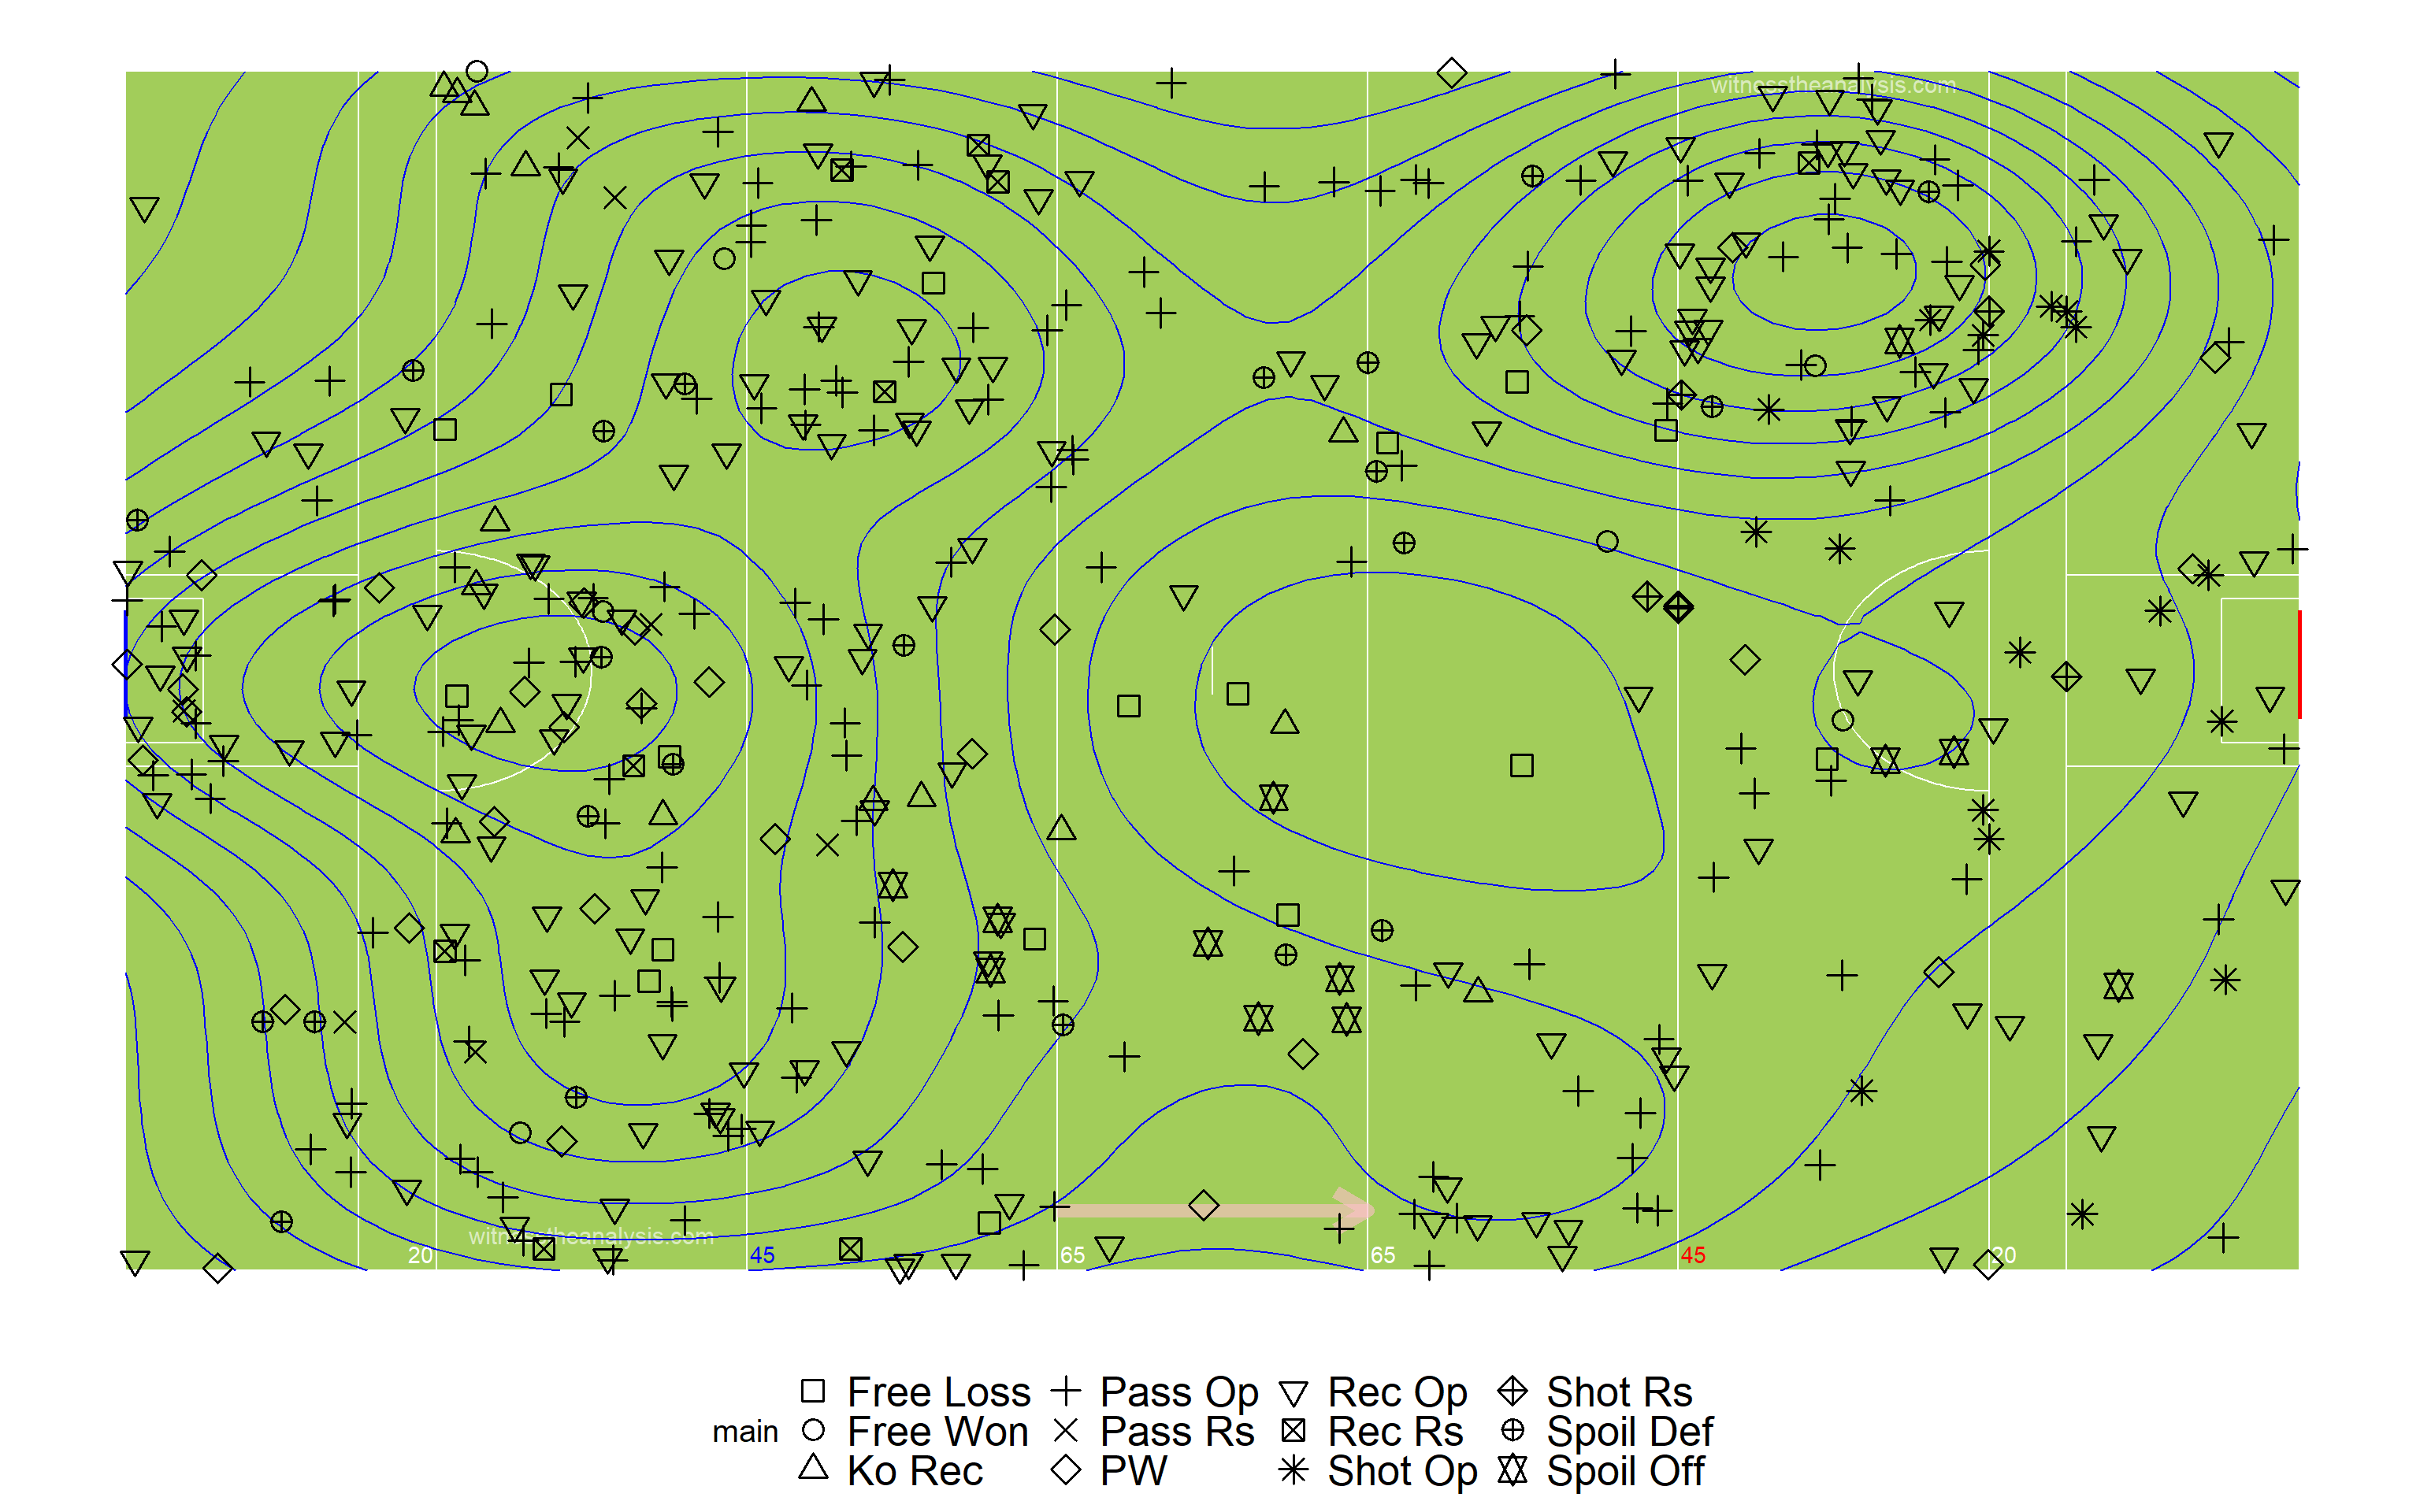 witnesstheanalysis.com
witnesstheanalysis.com
20 45 65 65 45 20
Free Loss Pass Op Rec Op Shot Rs
main Free Won Pass Rs Rec Rs Spoil Def
Ko Rec PW Shot Op Spoil Off